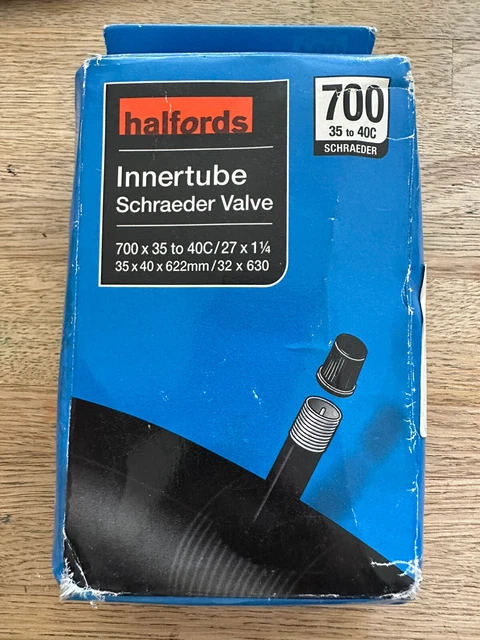 halfords
Innertube
Schraeder Valve
700 x 35 to 40C/27 x 1¼
35 x 40 x 622mm/32 x 630
700
35 to 40C
SCHRAEDER